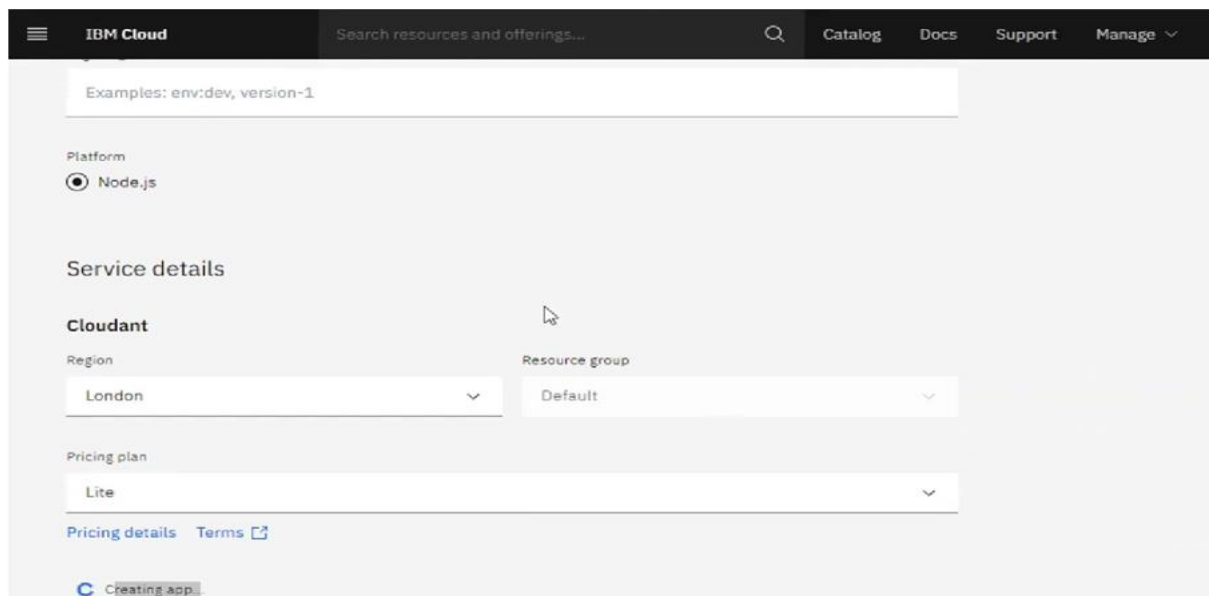 IBM Cloud Search resources and offerings... Catalog Docs Support Manage
Examples: env:dev, version-1
Platform
Node.js
Service details
Cloudant
Region Resource group
London Default
Pricing plan
Lite
Pricing details Terms
Creating app...